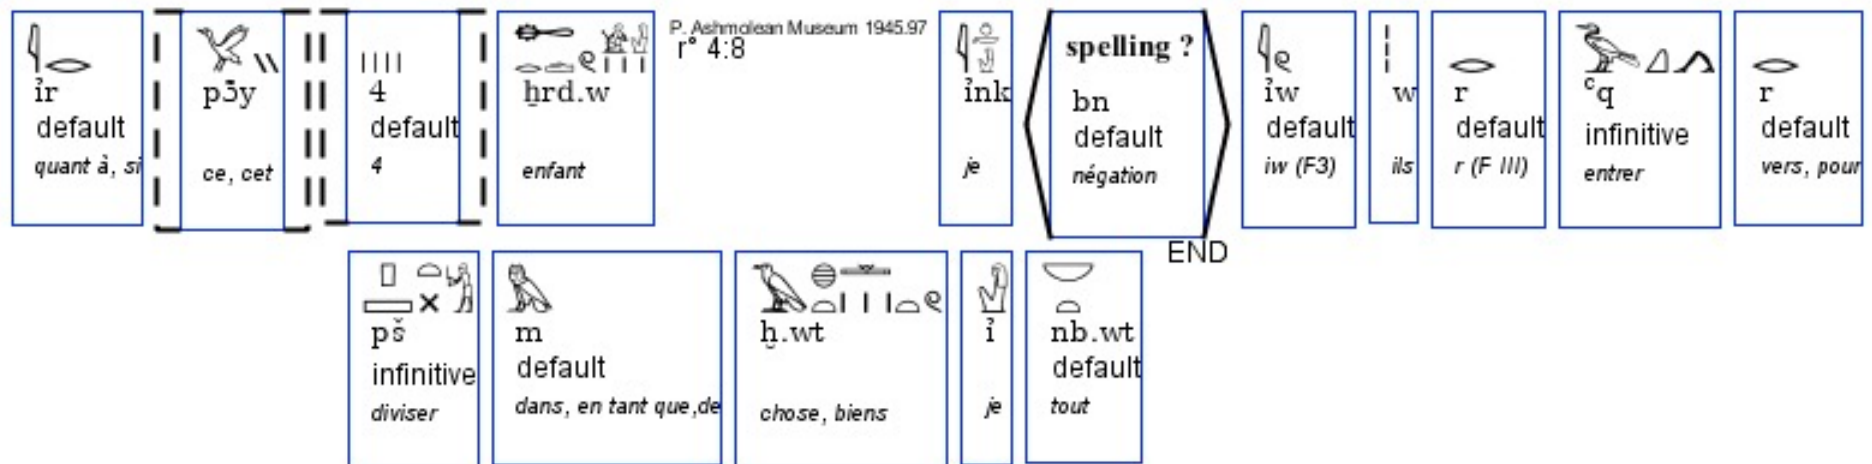 P. Ashmolean Museum 1945.97
r° 4:8
spelling ?
ỉr pꜣy 4 ẖrd.w ỉnk bn ỉw w r ꜥq r
default default default default default infinitive default
quant à, si ce, cet 4 enfant je négation iw (F3) ils r (F III) entrer vers, pour
END
pš m ḫ.wt ỉ nb.wt
infinitive default default
diviser dans, en tant que,de chose, biens je tout